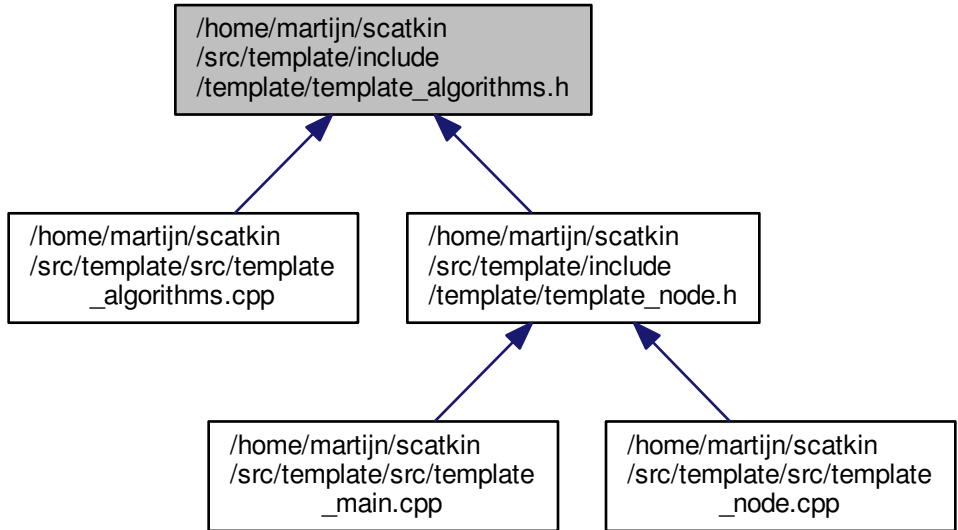 /home/martijn/scatkin
/src/template/include
/template/template_algorithms.h
/home/martijn/scatkin
/src/template/src/template
_algorithms.cpp
/home/martijn/scatkin
/src/template/include
/template/template_node.h
/home/martijn/scatkin
/src/template/src/template
_main.cpp
/home/martijn/scatkin
/src/template/src/template
_node.cpp